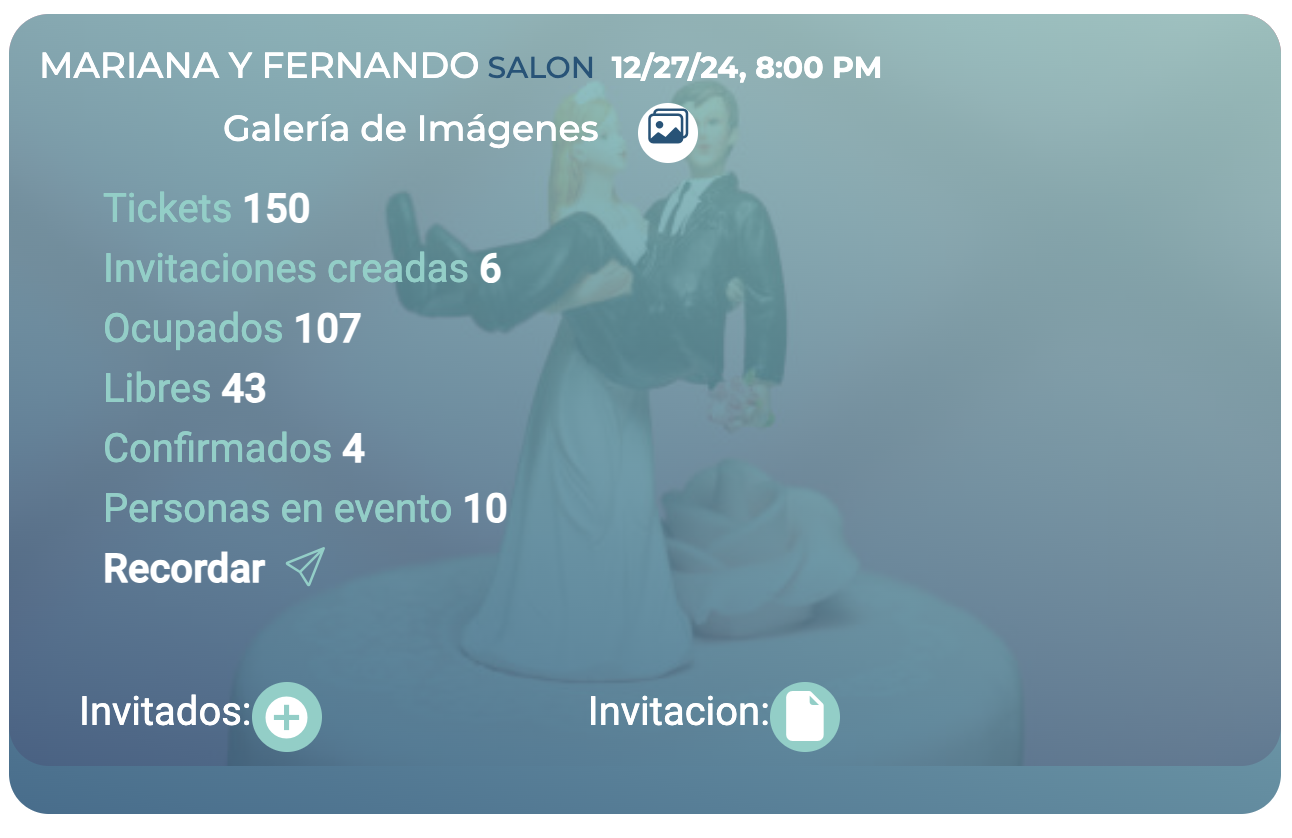 MARIANA Y FERNANDO SALON 12/27/24, 8:00 PM
Galería de Imágenes
Tickets 150
Invitaciones creadas 6
Ocupados 107
Libres 43
Confirmados 4
Personas en evento 10
Recordar
Invitados: Invitacion: